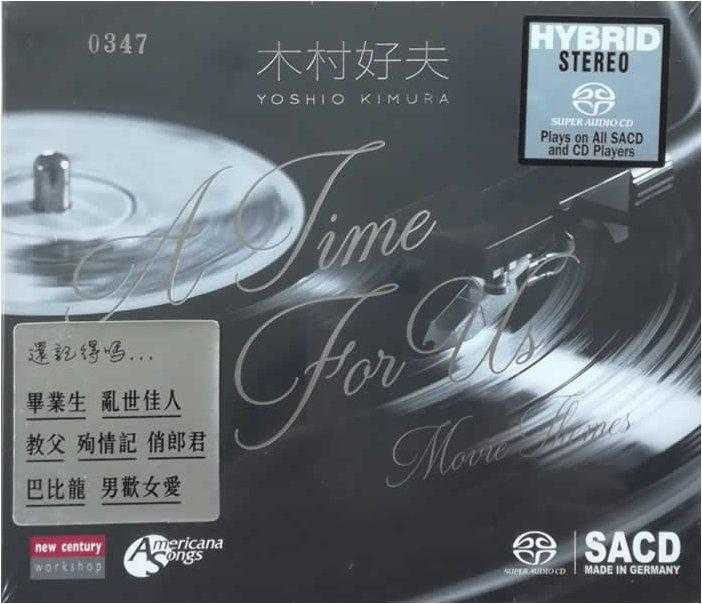 0347
木村好夫
YOSHIO KIMURA
HYBRID
STEREO
SUPER AUDIO CD
Plays on All SACD
and CD Players
A Time
For Us
Movie Themes
還記得嗎...
畢業生 亂世佳人
教父 殉情記 俏郎君
巴比龍 男歡女愛
new century
workshop
Americana
Songs
SUPER AUDIO CD
SACD
MADE IN GERMANY